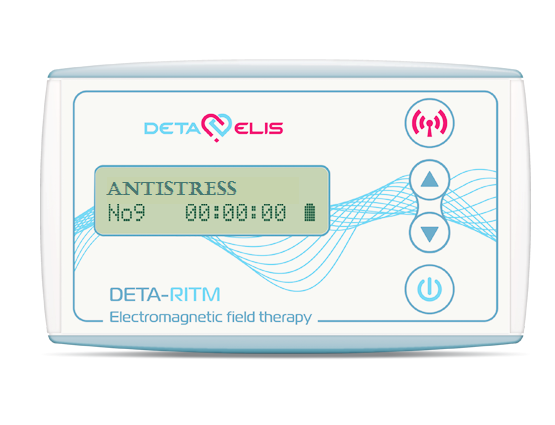 DETA ELIS
ANTISTRESS
No9 00:00:00
DETA-RITM
Electromagnetic field therapy